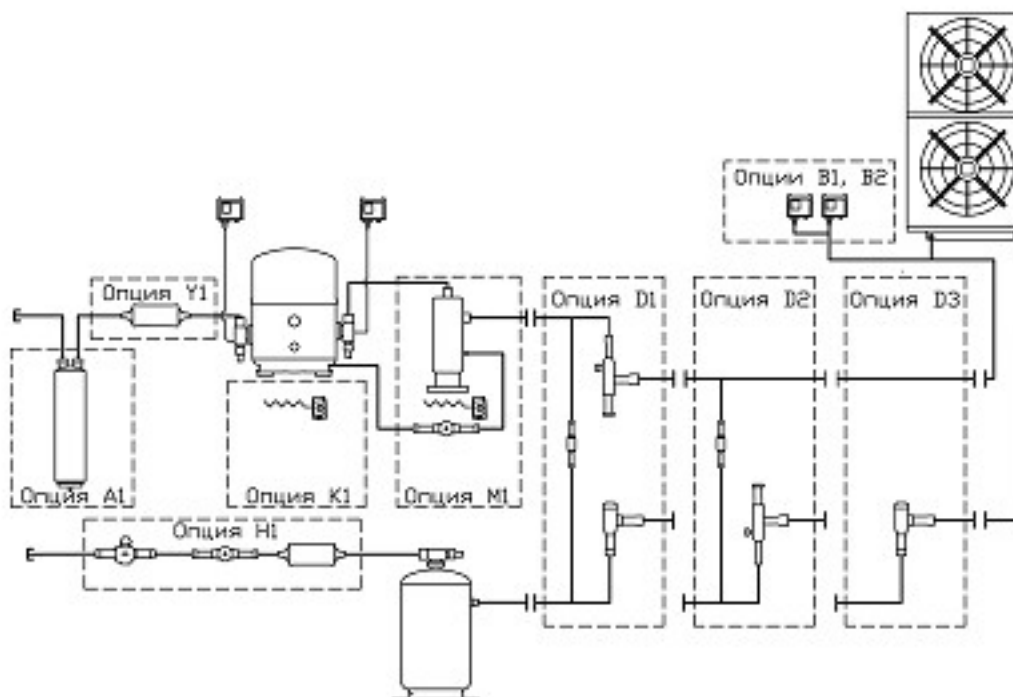 Опции B1, B2
Опция Y1
Опция D1
Опция D2
Опция D3
Опция A1
Опция K1
Опция M1
Опция H1